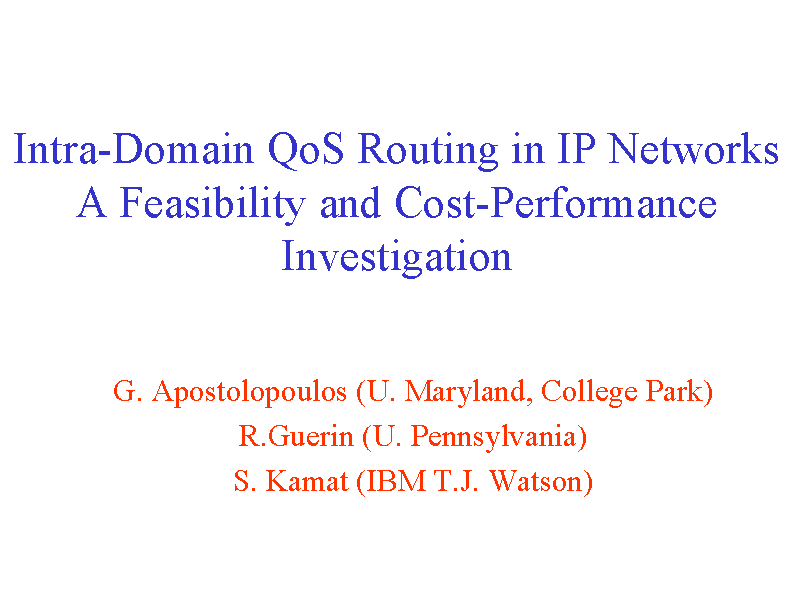 Intra-Domain QoS Routing in IP Networks
A Feasibility and Cost-Performance
Investigation
G. Apostolopoulos (U. Maryland, College Park)
R.Guerin (U. Pennsylvania)
S. Kamat (IBM T.J. Watson)